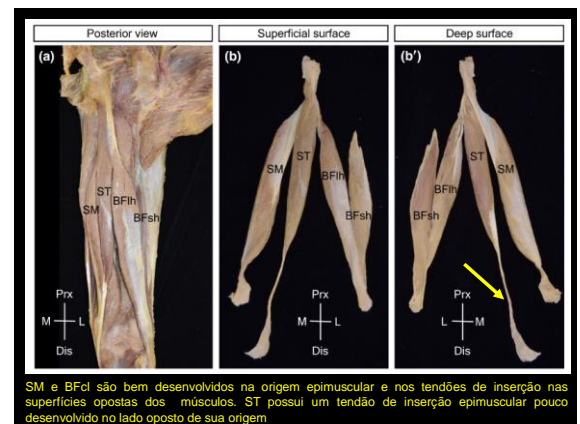 Posterior view
Superficial surface
Deep surface
(a)
(b)
(b')
SM
ST
BFlh
BFsh
Prx
M
L
Dis
SM
ST
BFlh
BFsh
Prx
M
L
Dis
BFsh
BFlh
ST
SM
Prx
L
M
Dis
SM e BFcl são bem desenvolvidos na origem epimuscular e nos tendões de inserção nas
superfícies opostas dos músculos. ST possui um tendão de inserção epimuscular pouco
desenvolvido no lado oposto de sua origem